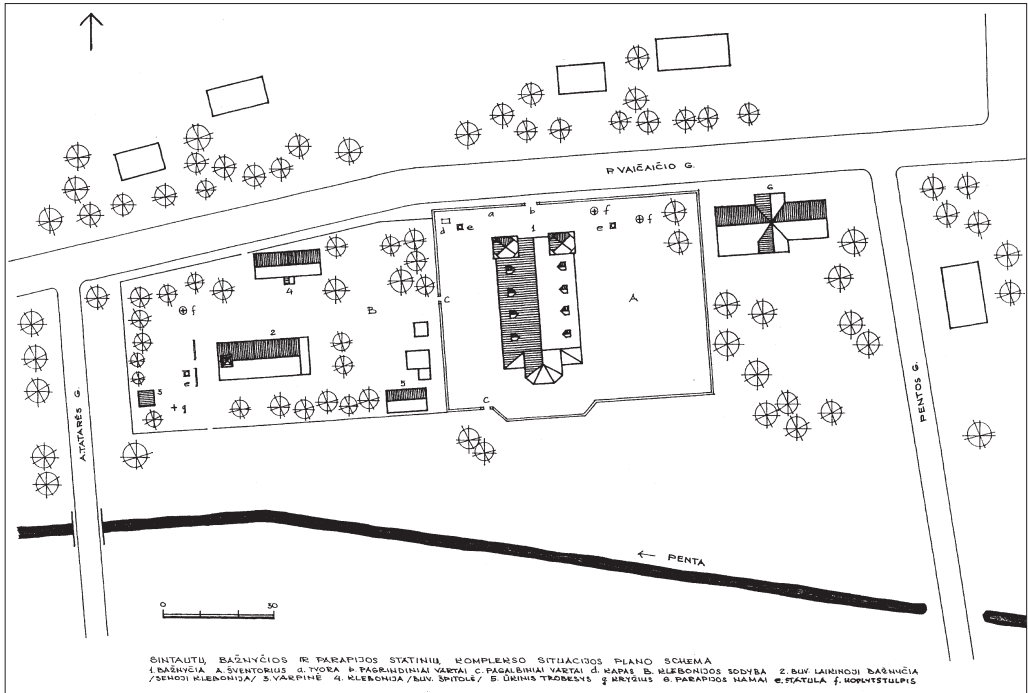 P. VAIČAIČIO G.
6
a b f
d e 1 e f
4
C
A
B
f
2
e
5
3
g
C
A. TATARĖS G.
PENTOS G.
← PENTA
0 30
SINTAUTŲ BAŽNYČIOS IR PARAPIJOS STATINIŲ KOMPLEKSO SITUACIJOS PLANO SCHEMA
1. BAŽNYČIA A. ŠVENTORIUS a. TVORA b. PAGRINDINIAI VARTAI c. PAGALBINIAI VARTAI d. KAPAS B. KLEBONIJOS SODYBA 2. BUV. LAIKINOJI BAŽNYČIA
/SENOJI KLEBONIJA/ 3. VARPINĖ 4. KLEBONIJA /BUV. ŠPITOLĖ/ 5. ŪKINIS TROBESYS g KRYŽIUS 6. PARAPIJOS NAMAI e. STATULA f. KOPLYTSTULPIS